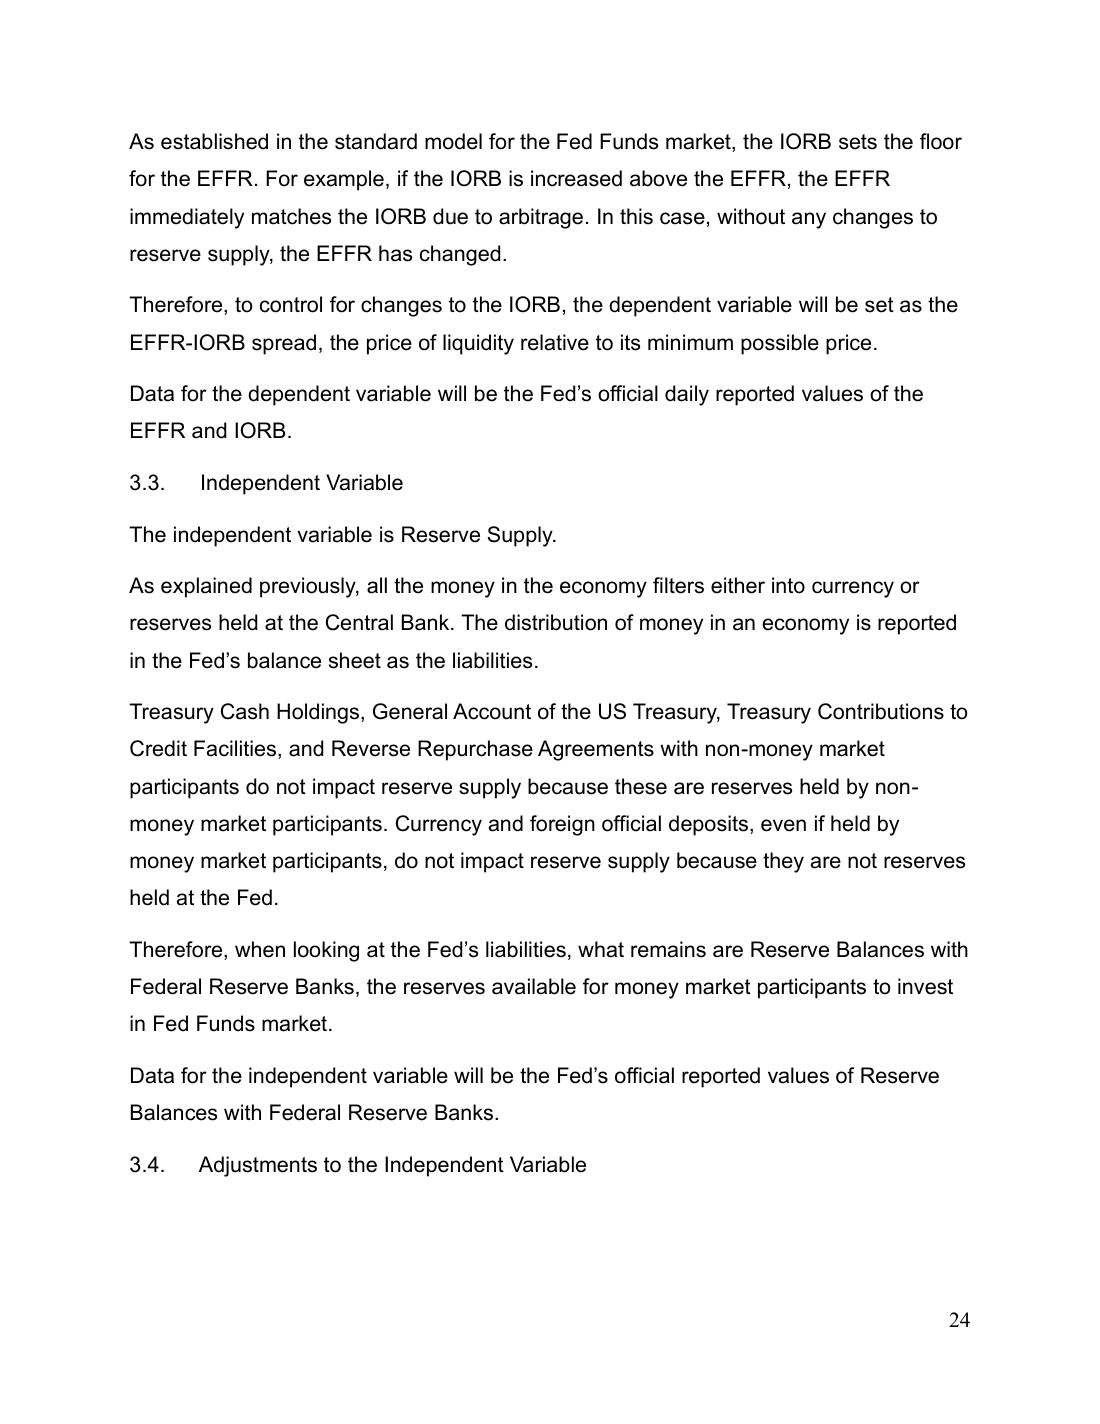 As established in the standard model for the Fed Funds market, the IORB sets the floor
for the EFFR. For example, if the IORB is increased above the EFFR, the EFFR
immediately matches the IORB due to arbitrage. In this case, without any changes to
reserve supply, the EFFR has changed.
Therefore, to control for changes to the IORB, the dependent variable will be set as the
EFFR-IORB spread, the price of liquidity relative to its minimum possible price.
Data for the dependent variable will be the Fed’s official daily reported values of the
EFFR and IORB.
3.3. Independent Variable
The independent variable is Reserve Supply.
As explained previously, all the money in the economy filters either into currency or
reserves held at the Central Bank. The distribution of money in an economy is reported
in the Fed’s balance sheet as the liabilities.
Treasury Cash Holdings, General Account of the US Treasury, Treasury Contributions to
Credit Facilities, and Reverse Repurchase Agreements with non-money market
participants do not impact reserve supply because these are reserves held by non-
money market participants. Currency and foreign official deposits, even if held by
money market participants, do not impact reserve supply because they are not reserves
held at the Fed.
Therefore, when looking at the Fed’s liabilities, what remains are Reserve Balances with
Federal Reserve Banks, the reserves available for money market participants to invest
in Fed Funds market.
Data for the independent variable will be the Fed’s official reported values of Reserve
Balances with Federal Reserve Banks.
3.4. Adjustments to the Independent Variable
24